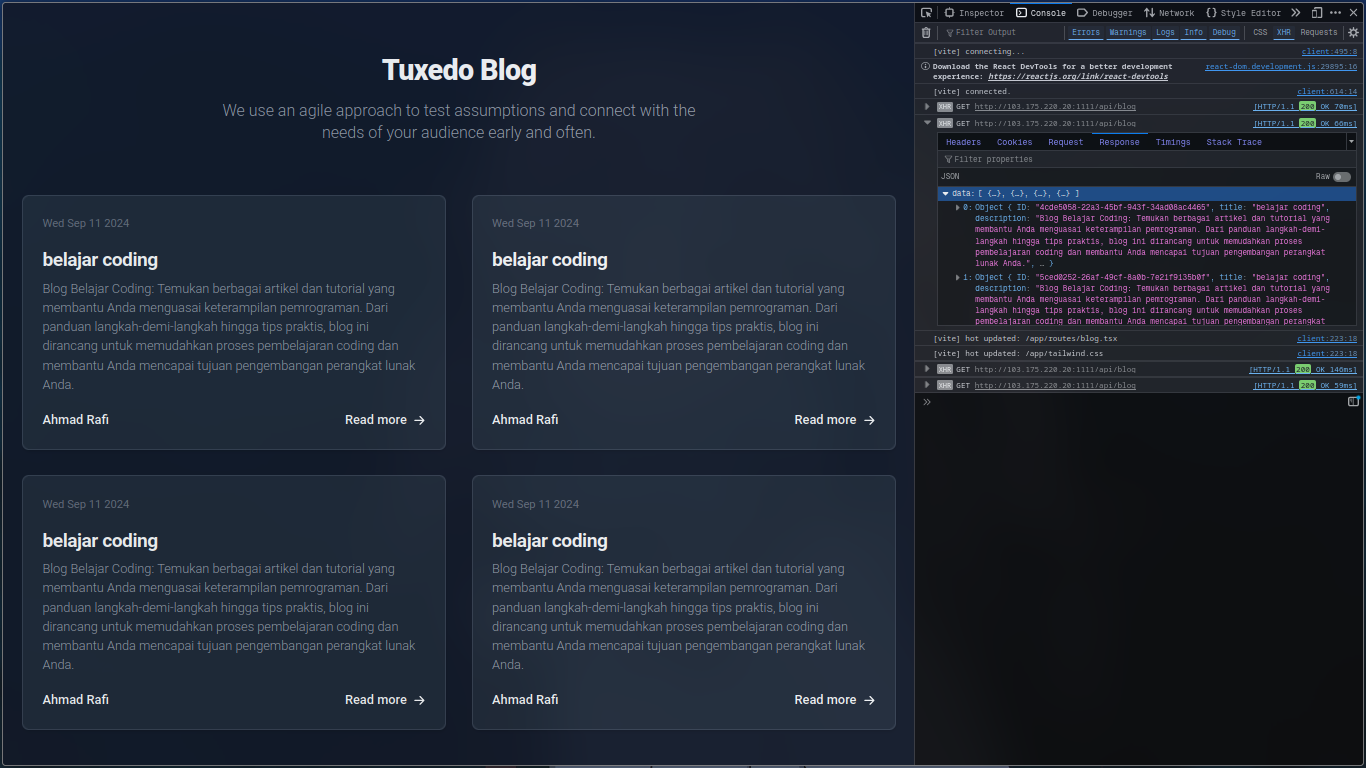 Tuxedo Blog
We use an agile approach to test assumptions and connect with the
needs of your audience early and often.
Wed Sep 11 2024
belajar coding
Blog Belajar Coding: Temukan berbagai artikel dan tutorial yang
membantu Anda menguasai keterampilan pemrograman. Dari
panduan langkah-demi-langkah hingga tips praktis, blog ini
dirancang untuk memudahkan proses pembelajaran coding dan
membantu Anda mencapai tujuan pengembangan perangkat lunak
Anda.
Ahmad Rafi
Read more →
Wed Sep 11 2024
belajar coding
Blog Belajar Coding: Temukan berbagai artikel dan tutorial yang
membantu Anda menguasai keterampilan pemrograman. Dari
panduan langkah-demi-langkah hingga tips praktis, blog ini
dirancang untuk memudahkan proses pembelajaran coding dan
membantu Anda mencapai tujuan pengembangan perangkat lunak
Anda.
Ahmad Rafi
Read more →
Wed Sep 11 2024
belajar coding
Blog Belajar Coding: Temukan berbagai artikel dan tutorial yang
membantu Anda menguasai keterampilan pemrograman. Dari
panduan langkah-demi-langkah hingga tips praktis, blog ini
dirancang untuk memudahkan proses pembelajaran coding dan
membantu Anda mencapai tujuan pengembangan perangkat lunak
Anda.
Ahmad Rafi
Read more →
Wed Sep 11 2024
belajar coding
Blog Belajar Coding: Temukan berbagai artikel dan tutorial yang
membantu Anda menguasai keterampilan pemrograman. Dari
panduan langkah-demi-langkah hingga tips praktis, blog ini
dirancang untuk memudahkan proses pembelajaran coding dan
membantu Anda mencapai tujuan pengembangan perangkat lunak
Anda.
Ahmad Rafi
Read more →
Inspector Console Debugger Network Style Editor
Filter Output Errors Warnings Logs Info Debug CSS XHR Requests
[vite] connecting... client:495:8
Download the React DevTools for a better development react-dom.development.js:29895:16
experience: https://reactjs.org/link/react-devtools
[vite] connected. client:614:14
XHR GET http://103.175.220.20:1111/api/blog [HTTP/1.1 200 OK 70ms]
XHR GET http://103.175.220.20:1111/api/blog [HTTP/1.1 200 OK 66ms]
Headers Cookies Request Response Timings Stack Trace
Filter properties
JSON Raw
data: [ {…}, {…}, {…}, {…} ]
0: Object { ID: "4cde5058-22a3-45bf-943f-34ad08ac4465", title: "belajar coding",
description: "Blog Belajar Coding: Temukan berbagai artikel dan tutorial yang
membantu Anda menguasai keterampilan pemrograman. Dari panduan langkah-demi-
langkah hingga tips praktis, blog ini dirancang untuk memudahkan proses
pembelajaran coding dan membantu Anda mencapai tujuan pengembangan perangkat
lunak Anda.", … }
1: Object { ID: "5ced0252-26af-49cf-8a0b-7e21f9135b0f", title: "belajar coding",
description: "Blog Belajar Coding: Temukan berbagai artikel dan tutorial yang
membantu Anda menguasai keterampilan pemrograman. Dari panduan langkah-demi-
langkah hingga tips praktis, blog ini dirancang untuk memudahkan proses
pembelajaran coding dan membantu Anda mencapai tujuan pengembangan perangkat
[vite] hot updated: /app/routes/blog.tsx client:223:18
[vite] hot updated: /app/tailwind.css client:223:18
XHR GET http://103.175.220.20:1111/api/blog [HTTP/1.1 200 OK 146ms]
XHR GET http://103.175.220.20:1111/api/blog [HTTP/1.1 200 OK 59ms]